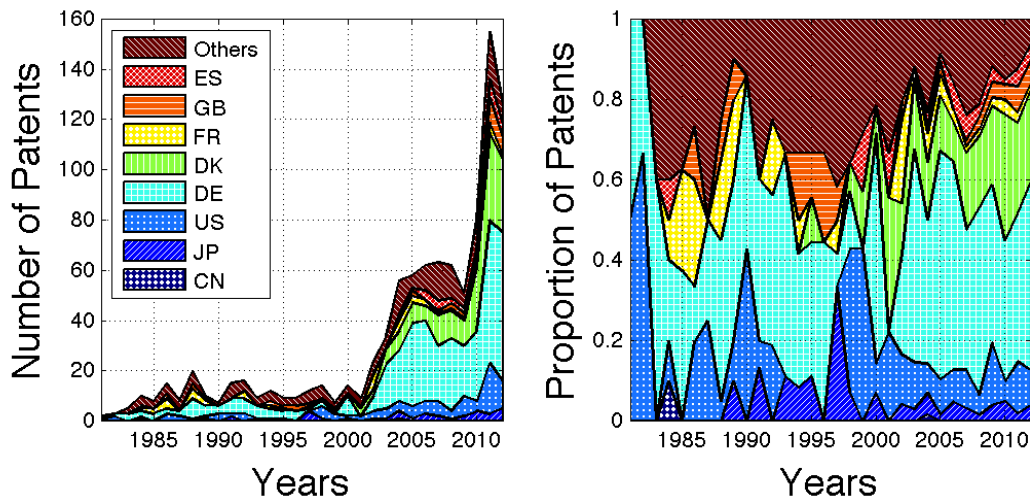 Number of Patents
160
140
120
100
80
60
40
20
0
Others
ES
GB
FR
DK
DE
US
JP
CN
1985
1990
1995
2000
2005
2010
Years
Proportion of Patents
1
0.8
0.6
0.4
0.2
0
1985
1990
1995
2000
2005
2010
Years